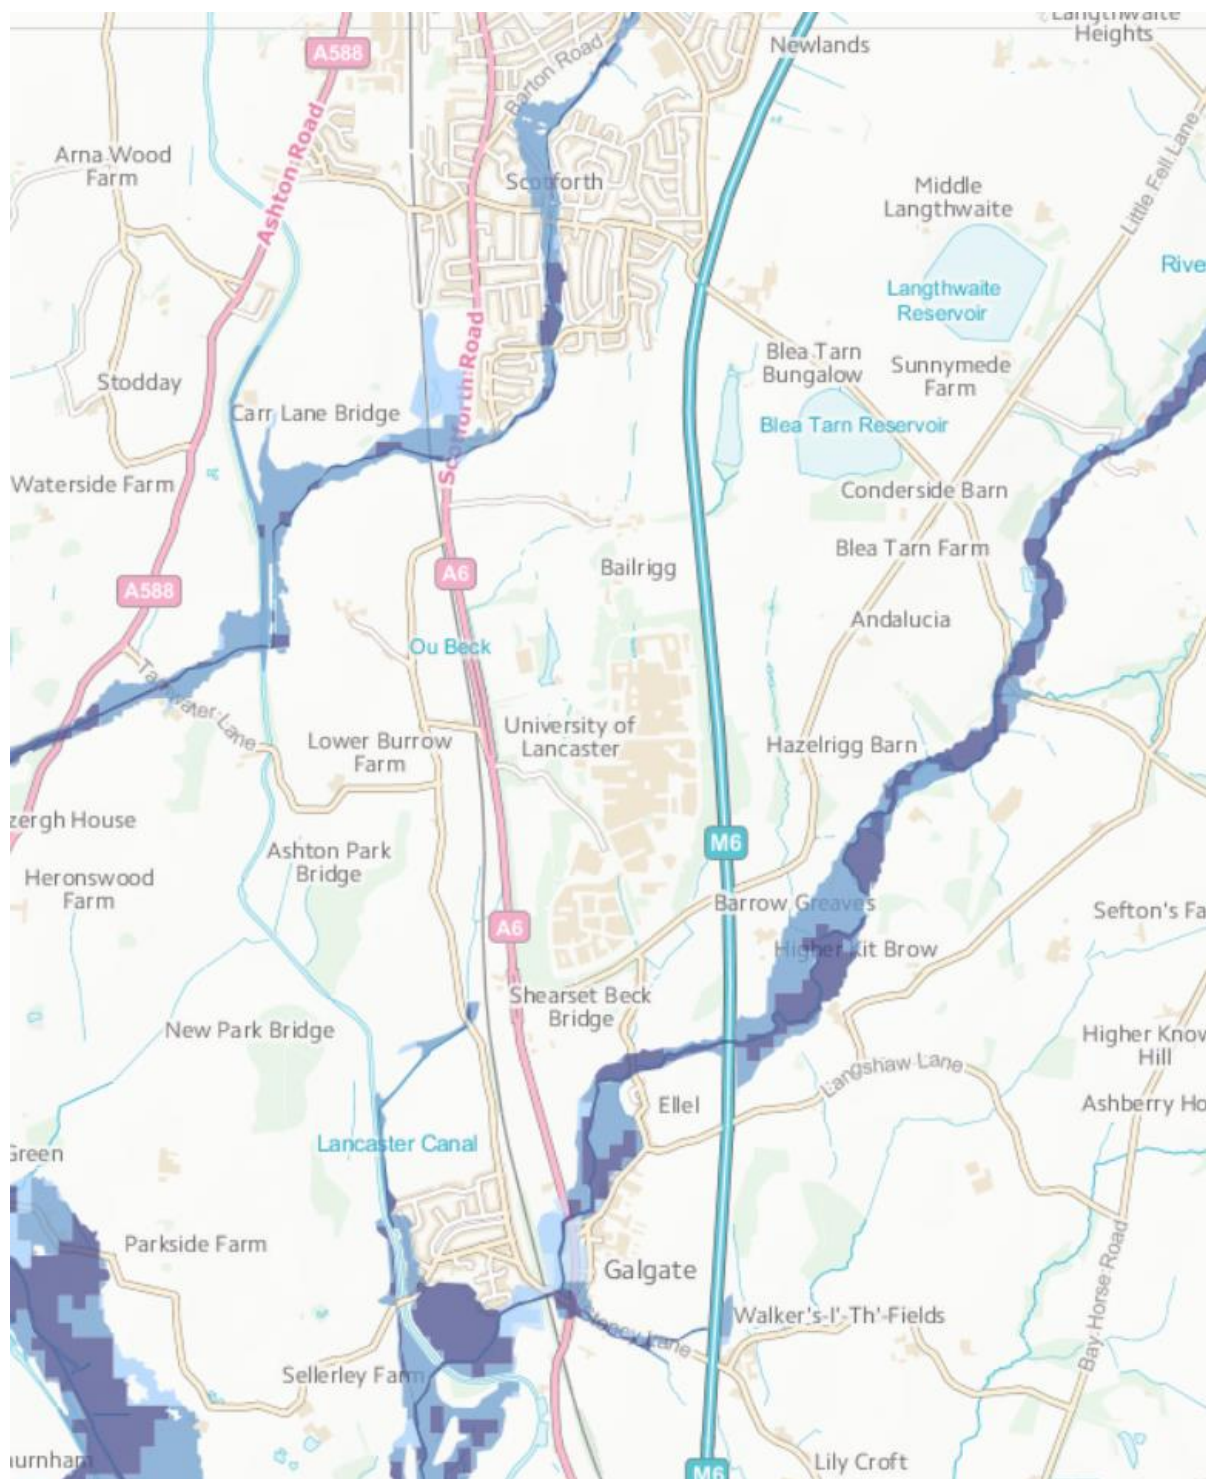 Langthwaite
Heights
Newlands
A588
Barton Road
Arna Wood
Farm
Ashton Road
Scotforth
Middle
Langthwaite
Little Fell Lane
Rive
Langthwaite
Reservoir
Scotforth Road
Blea Tarn
Bungalow
Sunnymede
Farm
Stodday
Carr Lane Bridge
Blea Tarn Reservoir
Waterside Farm
Conderside Barn
Blea Tarn Farm
A588
A6
Bailrigg
Andalucia
Ou Beck
Tarnwater Lane
University of
Lancaster
Lower Burrow
Farm
Hazelrigg Barn
zergh House
M6
Ashton Park
Bridge
Heronswood
Farm
Barrow Greaves
Sefton's Fa
A6
Higher Kit Brow
Shearset Beck
Bridge
New Park Bridge
Higher Know
Hill
Langshaw Lane
Ellel
Ashberry Ho
Lancaster Canal
Green
Parkside Farm
Galgate
Bay Horse Road
Stoney Lane
Walker's-I'-Th'-Fields
Sellerley Farm
hurnham
Lily Croft
M6